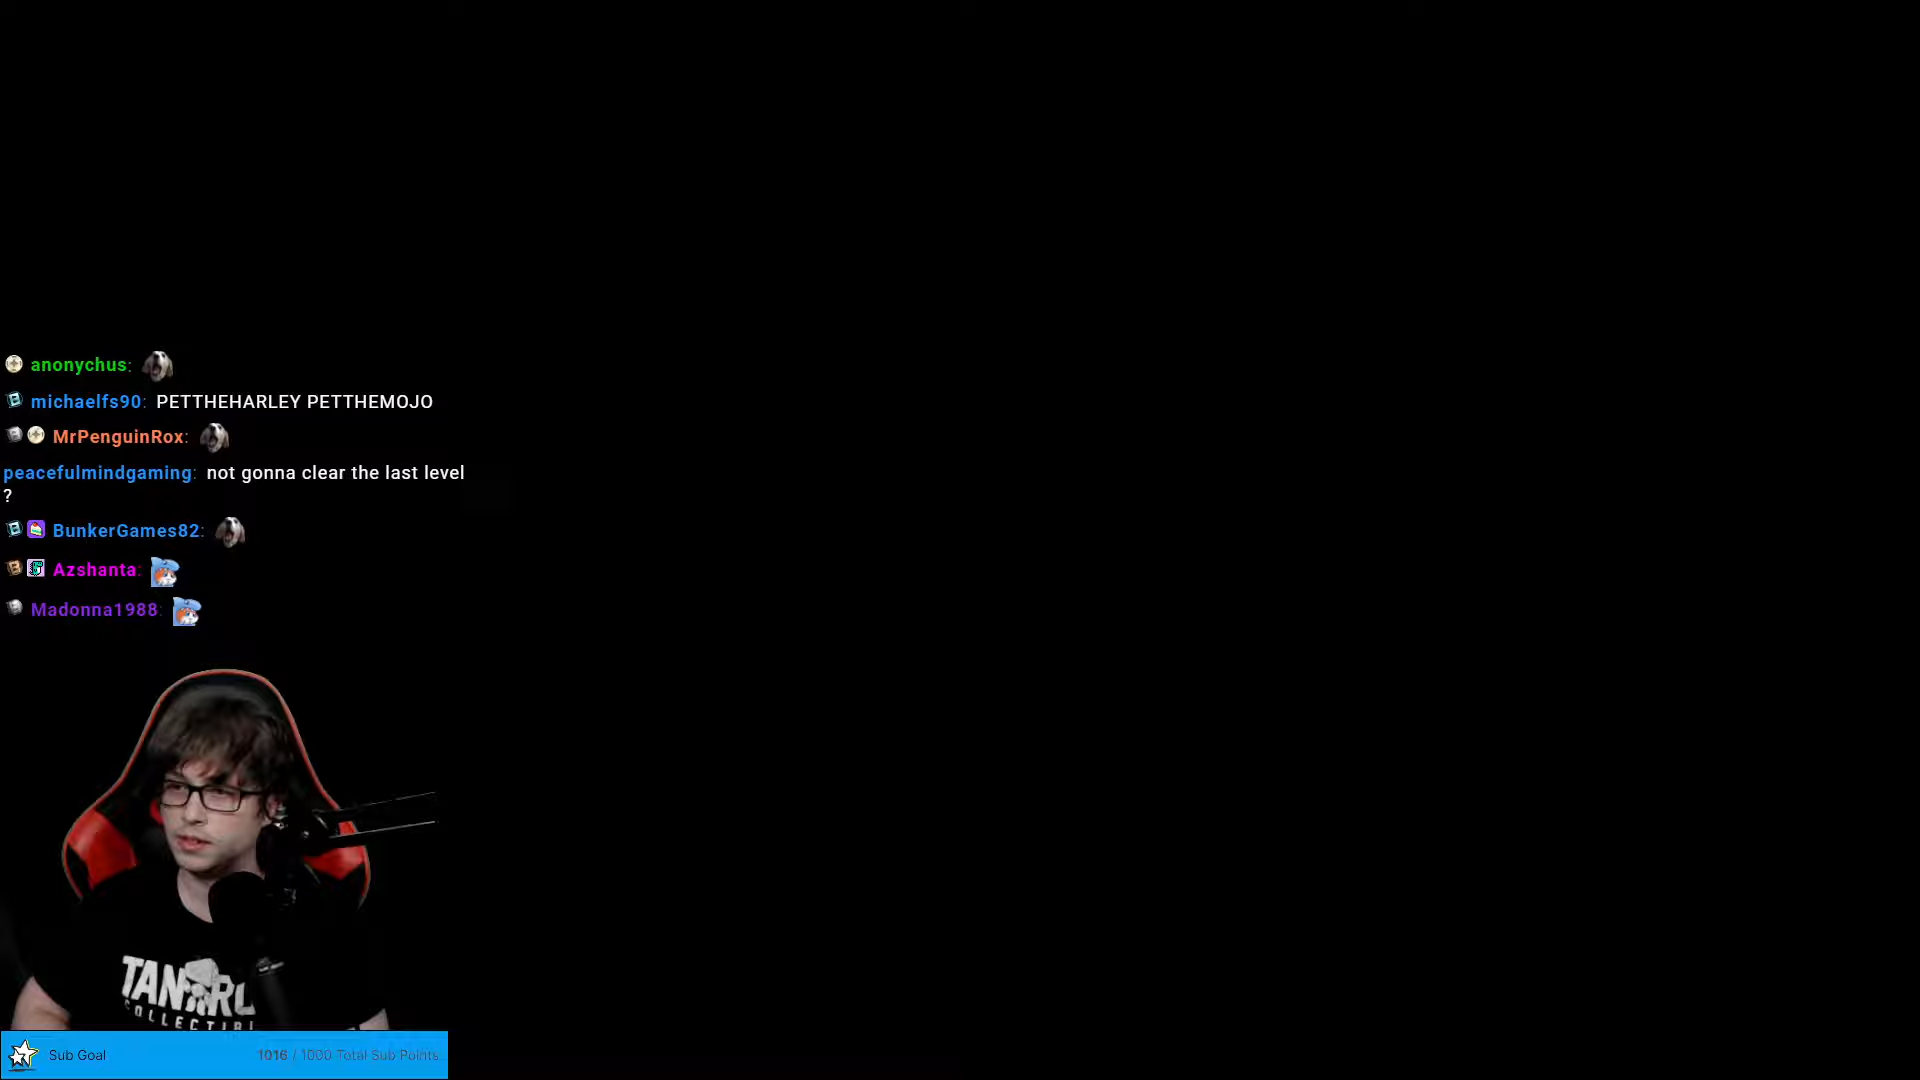 anonychus:
michaelfs90: PETTHEHARLEY PETTHEMOJO
MrPenguinRox:
peacefulmindgaming: not gonna clear the last level
?
BunkerGames82:
Azshanta:
Madonna1988:
Sub Goal 1016 / 1000 Total Sub Points